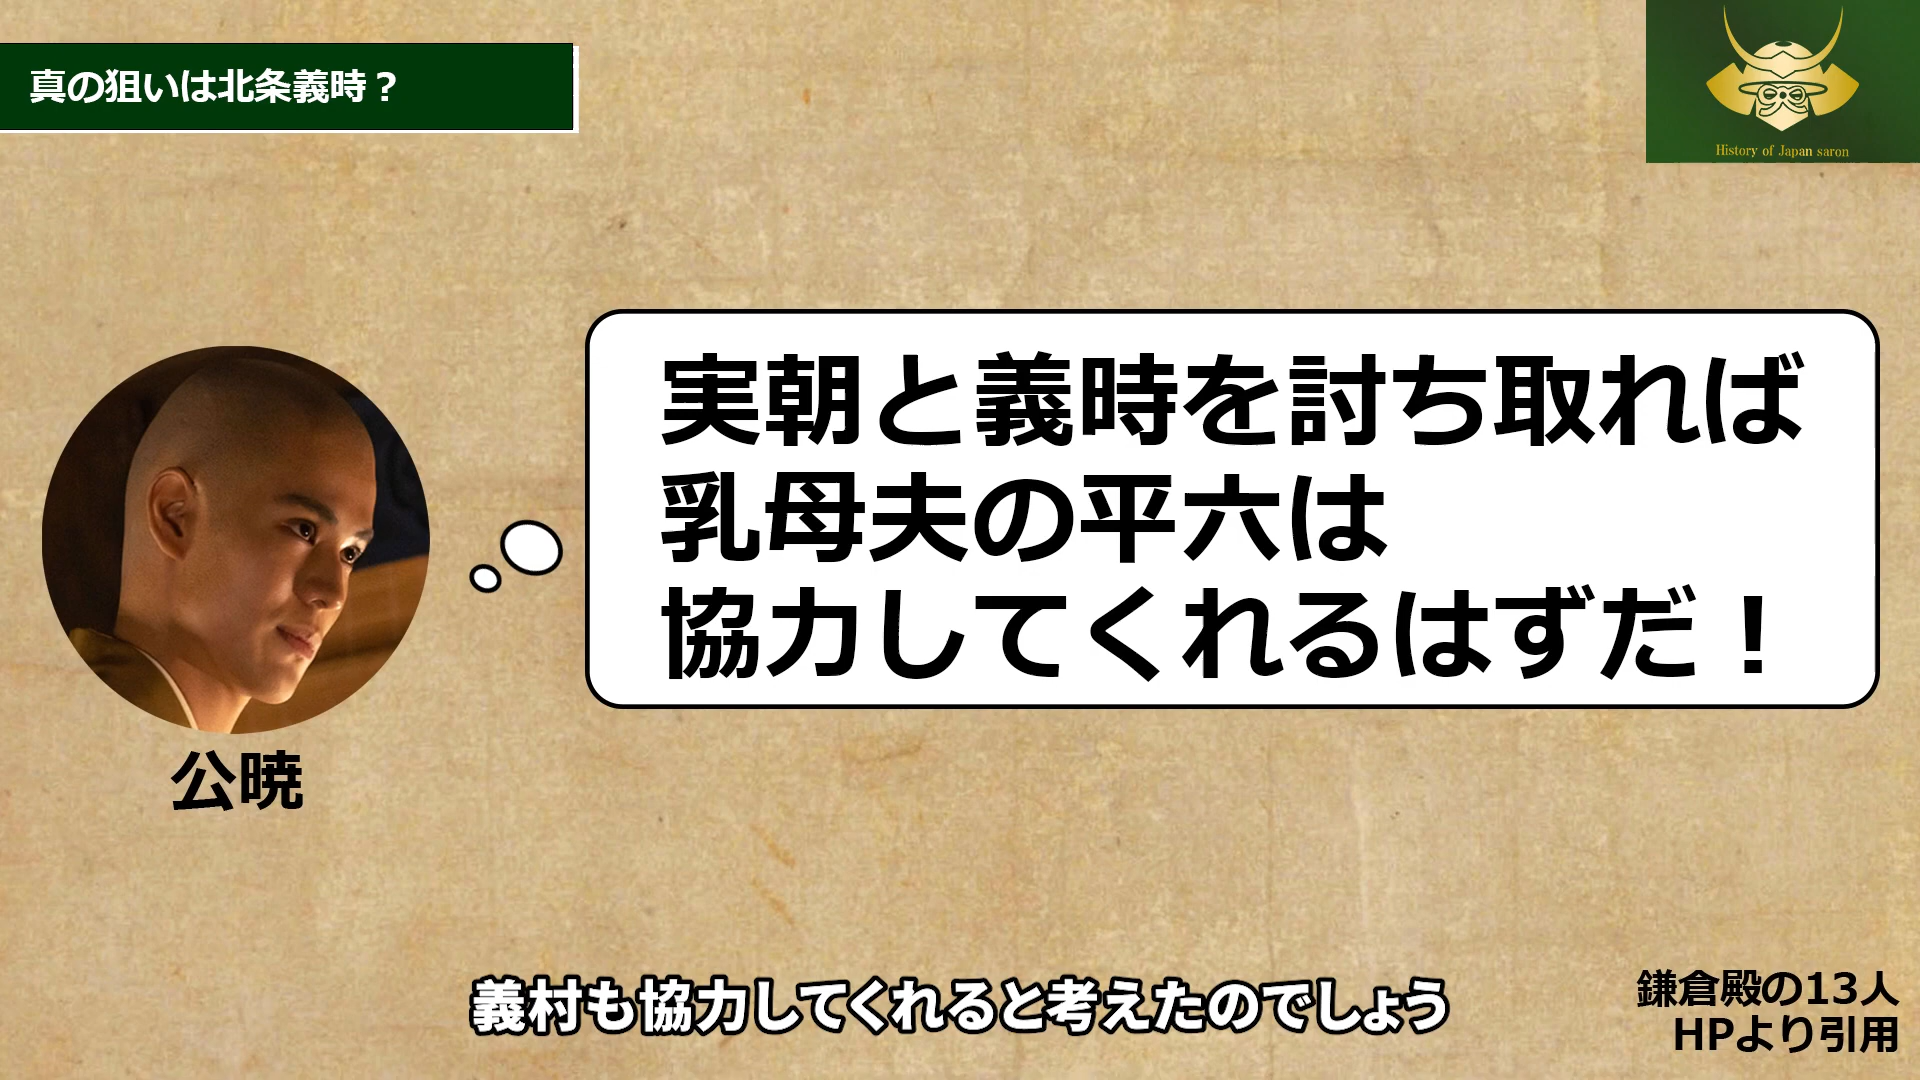 真の狙いは北条義時？
History of Japan saron
実朝と義時を討ち取れば
乳母夫の平六は
協力してくれるはずだ！
公暁
義村も協力してくれると考えたのでしょう
鎌倉殿の13人
HPより引用